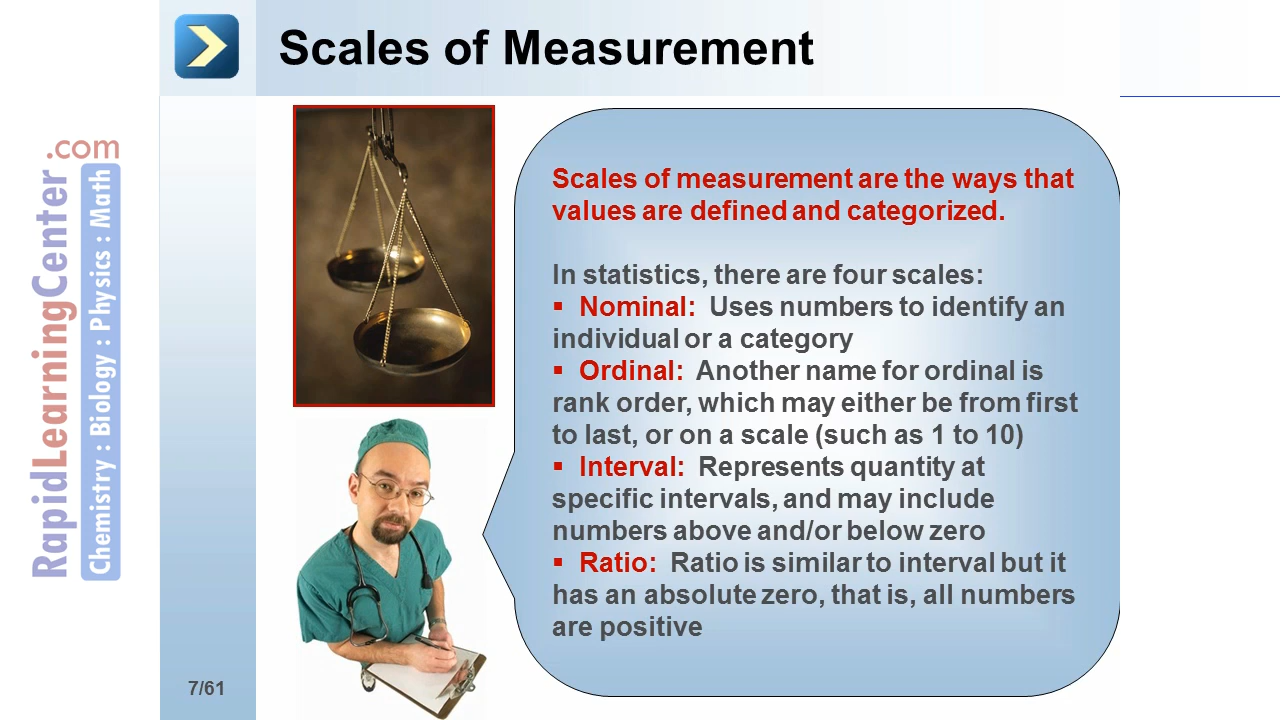 Scales of Measurement
.com
RapidLearningCenter
Chemistry : Biology : Physics : Math
Scales of measurement are the ways that
values are defined and categorized.
In statistics, there are four scales:
▪ Nominal: Uses numbers to identify an
individual or a category
▪ Ordinal: Another name for ordinal is
rank order, which may either be from first
to last, or on a scale (such as 1 to 10)
▪ Interval: Represents quantity at
specific intervals, and may include
numbers above and/or below zero
▪ Ratio: Ratio is similar to interval but it
has an absolute zero, that is, all numbers
are positive
7/61